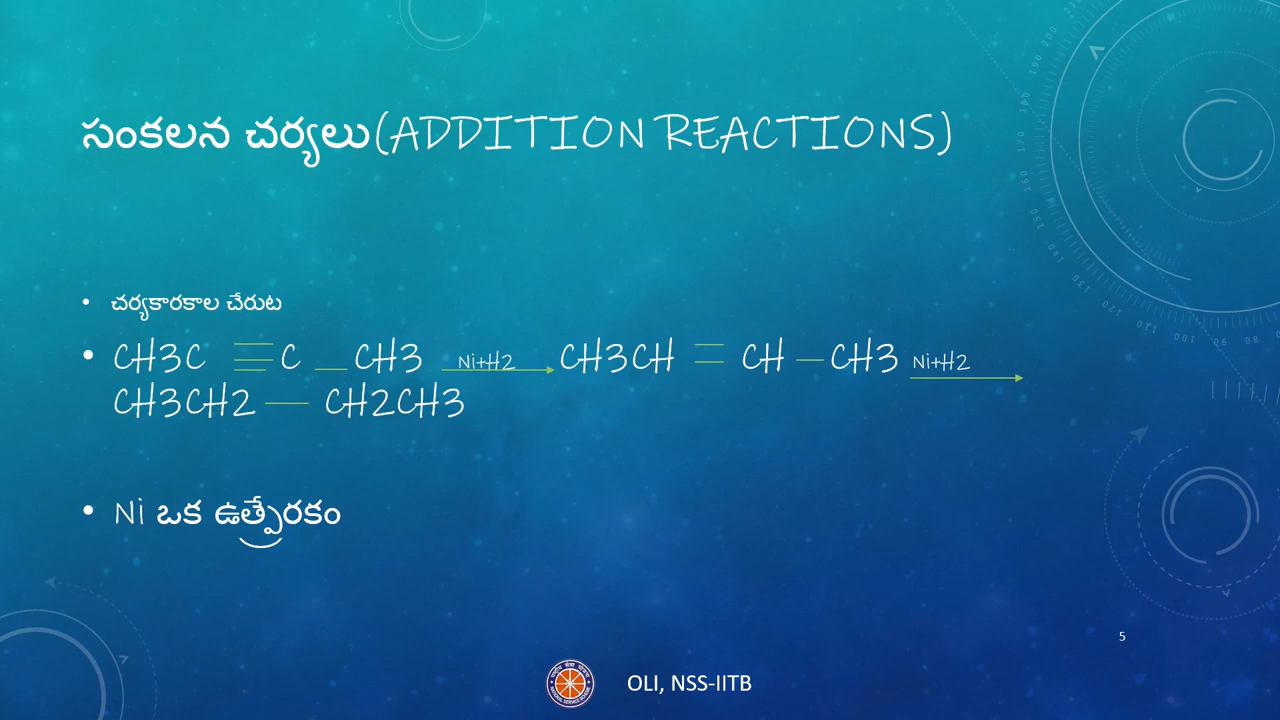 సంకలన చర్యలు(ADDITION REACTIONS)
• చర్యకారకాల చేరుట
• CH3C ≡ C — CH3 Ni+H2 → CH3CH = CH — CH3 Ni+H2 →
CH3CH2 — CH2CH3
• Ni ఒక ఉత్ప్రేరకం
5
OLI, NSS-IITB